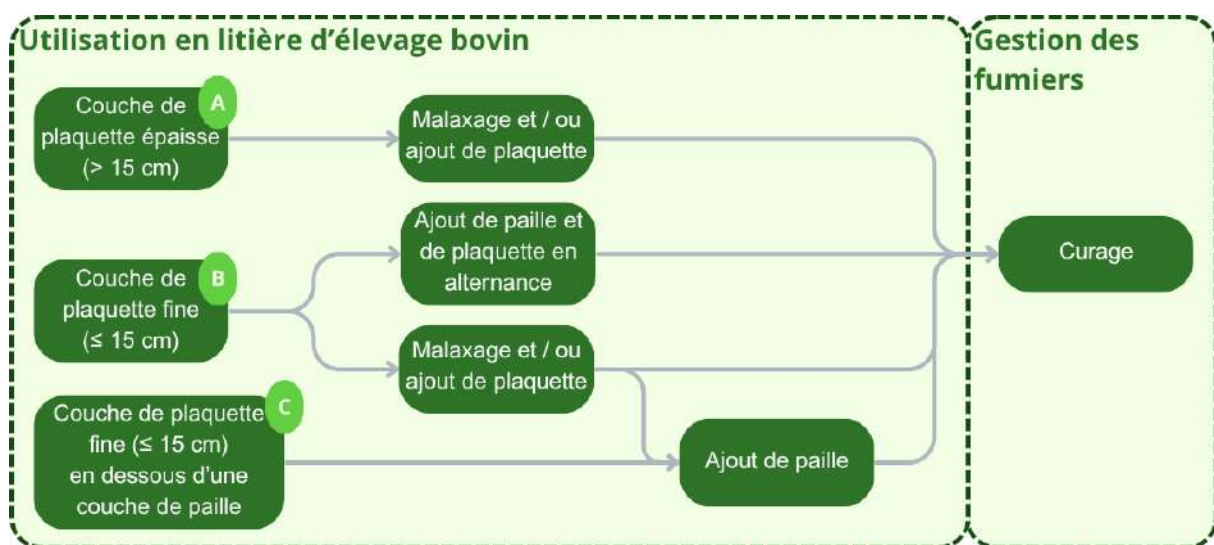 Utilisation en litière d'élevage bovin
Gestion des
fumiers
A
Couche de
plaquette épaisse
(> 15 cm)
Malaxage et / ou
ajout de plaquette
Ajout de paille et
de plaquette en
alternance
Curage
B
Couche de
plaquette fine
(≤ 15 cm)
Malaxage et / ou
ajout de plaquette
C
Couche de plaquette
fine (≤ 15 cm)
en dessous d'une
couche de paille
Ajout de paille